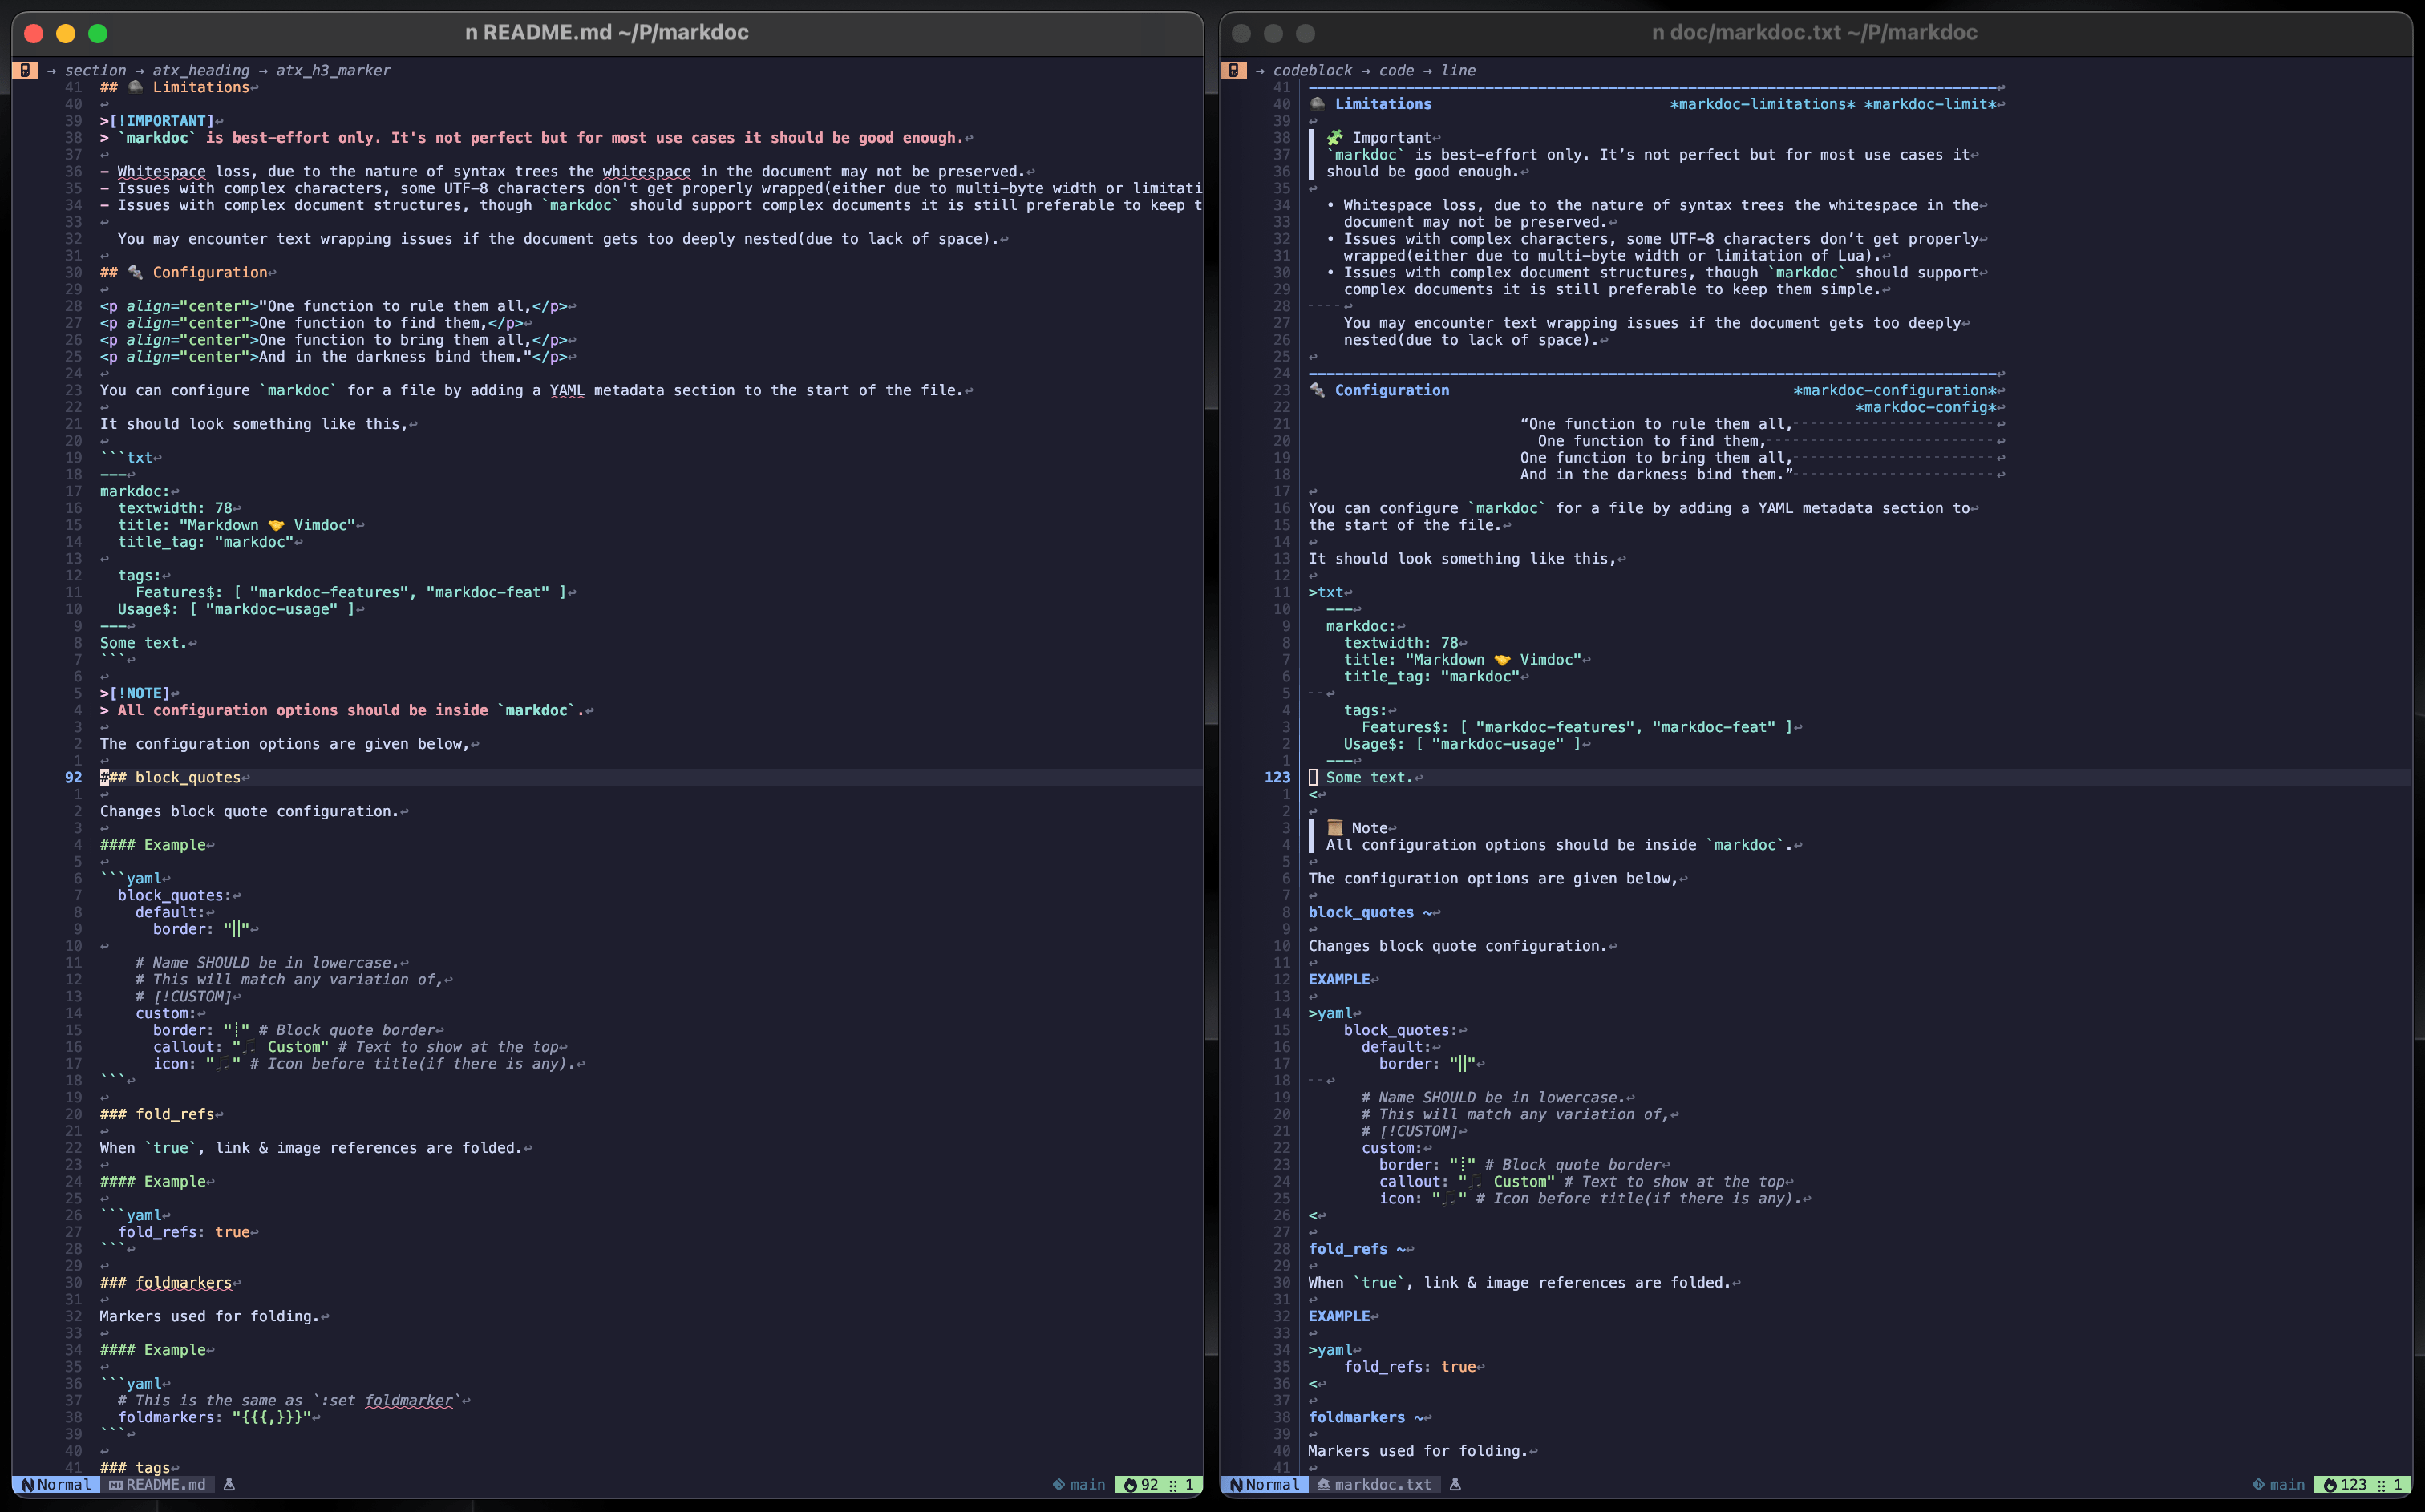 n README.md ~/P/markdoc
→ section → atx_heading → atx_h3_marker
41 ## Limitations↵
40 ↵
39 >[!IMPORTANT]↵
38 > `markdoc` is best-effort only. It's not perfect but for most use cases it should be good enough.↵
37 ↵
36 - Whitespace loss, due to the nature of syntax trees the whitespace in the document may not be preserved.↵
35 - Issues with complex characters, some UTF-8 characters don't get properly wrapped(either due to multi-byte width or limitati
34 - Issues with complex document structures, though `markdoc` should support complex documents it is still preferable to keep t
33 ↵
32 You may encounter text wrapping issues if the document gets too deeply nested(due to lack of space).↵
31 ↵
30 ## 🔩 Configuration↵
29 ↵
28 <p align="center">"One function to rule them all,</p>↵
27 <p align="center">One function to find them,</p>↵
26 <p align="center">One function to bring them all,</p>↵
25 <p align="center">And in the darkness bind them."</p>↵
24 ↵
23 You can configure `markdoc` for a file by adding a YAML metadata section to the start of the file.↵
22 ↵
21 It should look something like this,↵
20 ↵
19 ```txt↵
18 ---↵
17 markdoc:↵
16   textwidth: 78↵
15   title: "Markdown 🤝 Vimdoc"↵
14   title_tag: "markdoc"↵
13 ↵
12   tags:↵
11     Features$: [ "markdoc-features", "markdoc-feat" ]↵
10   Usage$: [ "markdoc-usage" ]↵
9 ---↵
8 Some text.↵
7 ```↵
6 ↵
5 >[!NOTE]↵
4 > All configuration options should be inside `markdoc`.↵
3 ↵
2 The configuration options are given below,↵
1 ↵
92 ### block_quotes↵
1 ↵
2 Changes block quote configuration.↵
3 ↵
4 #### Example↵
5 ↵
6 ```yaml↵
7   block_quotes:↵
8     default:↵
9       border: "║"↵
10 ↵
11     # Name SHOULD be in lowercase.↵
12     # This will match any variation of,↵
13     # [!CUSTOM]↵
14     custom:↵
15       border: "┋" # Block quote border↵
16       callout: "🎵 Custom" # Text to show at the top↵
17       icon: "🎵" # Icon before title(if there is any).↵
18 ```↵
19 ↵
20 ### fold_refs↵
21 ↵
22 When `true`, link & image references are folded.↵
23 ↵
24 #### Example↵
25 ↵
26 ```yaml↵
27   fold_refs: true↵
28 ```↵
29 ↵
30 ### foldmarkers↵
31 ↵
32 Markers used for folding.↵
33 ↵
34 #### Example↵
35 ↵
36 ```yaml↵
37   # This is the same as `:set foldmarker`↵
38   foldmarkers: "{{{,}}}"↵
39 ```↵
40 ↵
41 ### tags↵
Normal README.md main 92 :: 1
n doc/markdoc.txt ~/P/markdoc
→ codeblock → code → line
41 ------------------------------------------------------------------------------↵
40 Limitations *markdoc-limitations* *markdoc-limit*↵
39 ↵
38 🧩 Important↵
37 `markdoc` is best-effort only. It’s not perfect but for most use cases it↵
36 should be good enough.↵
35 ↵
34 • Whitespace loss, due to the nature of syntax trees the whitespace in the↵
33 document may not be preserved.↵
32 • Issues with complex characters, some UTF-8 characters don’t get properly↵
31 wrapped(either due to multi-byte width or limitation of Lua).↵
30 • Issues with complex document structures, though `markdoc` should support↵
29 complex documents it is still preferable to keep them simple.↵
28 ----↵
27 You may encounter text wrapping issues if the document gets too deeply↵
26 nested(due to lack of space).↵
25 ↵
24 ------------------------------------------------------------------------------↵
23 🔩 Configuration *markdoc-configuration*↵
22 *markdoc-config*↵
21 “One function to rule them all,-----------------------↵
20 One function to find them,--------------------------↵
19 One function to bring them all,-----------------------↵
18 And in the darkness bind them.”-----------------------↵
17 ↵
16 You can configure `markdoc` for a file by adding a YAML metadata section to↵
15 the start of the file.↵
14 ↵
13 It should look something like this,↵
12 ↵
11 >txt↵
10   ---↵
9   markdoc:↵
8     textwidth: 78↵
7     title: "Markdown 🤝 Vimdoc"↵
6     title_tag: "markdoc"↵
5 --↵
4     tags:↵
3       Features$: [ "markdoc-features", "markdoc-feat" ]↵
2     Usage$: [ "markdoc-usage" ]↵
1   ---↵
123   Some text.↵
1 <↵
2 ↵
3 📜 Note↵
4 All configuration options should be inside `markdoc`.↵
5 ↵
6 The configuration options are given below,↵
7 ↵
8 block_quotes ~↵
9 ↵
10 Changes block quote configuration.↵
11 ↵
12 EXAMPLE↵
13 ↵
14 >yaml↵
15     block_quotes:↵
16       default:↵
17         border: "║"↵
18 --↵
19       # Name SHOULD be in lowercase.↵
20       # This will match any variation of,↵
21       # [!CUSTOM]↵
22       custom:↵
23         border: "┋" # Block quote border↵
24         callout: "🎵 Custom" # Text to show at the top↵
25         icon: "🎵" # Icon before title(if there is any).↵
26 <↵
27 ↵
28 fold_refs ~↵
29 ↵
30 When `true`, link & image references are folded.↵
31 ↵
32 EXAMPLE↵
33 ↵
34 >yaml↵
35     fold_refs: true↵
36 <↵
37 ↵
38 foldmarkers ~↵
39 ↵
40 Markers used for folding.↵
41 ↵
Normal markdoc.txt main 123 :: 1